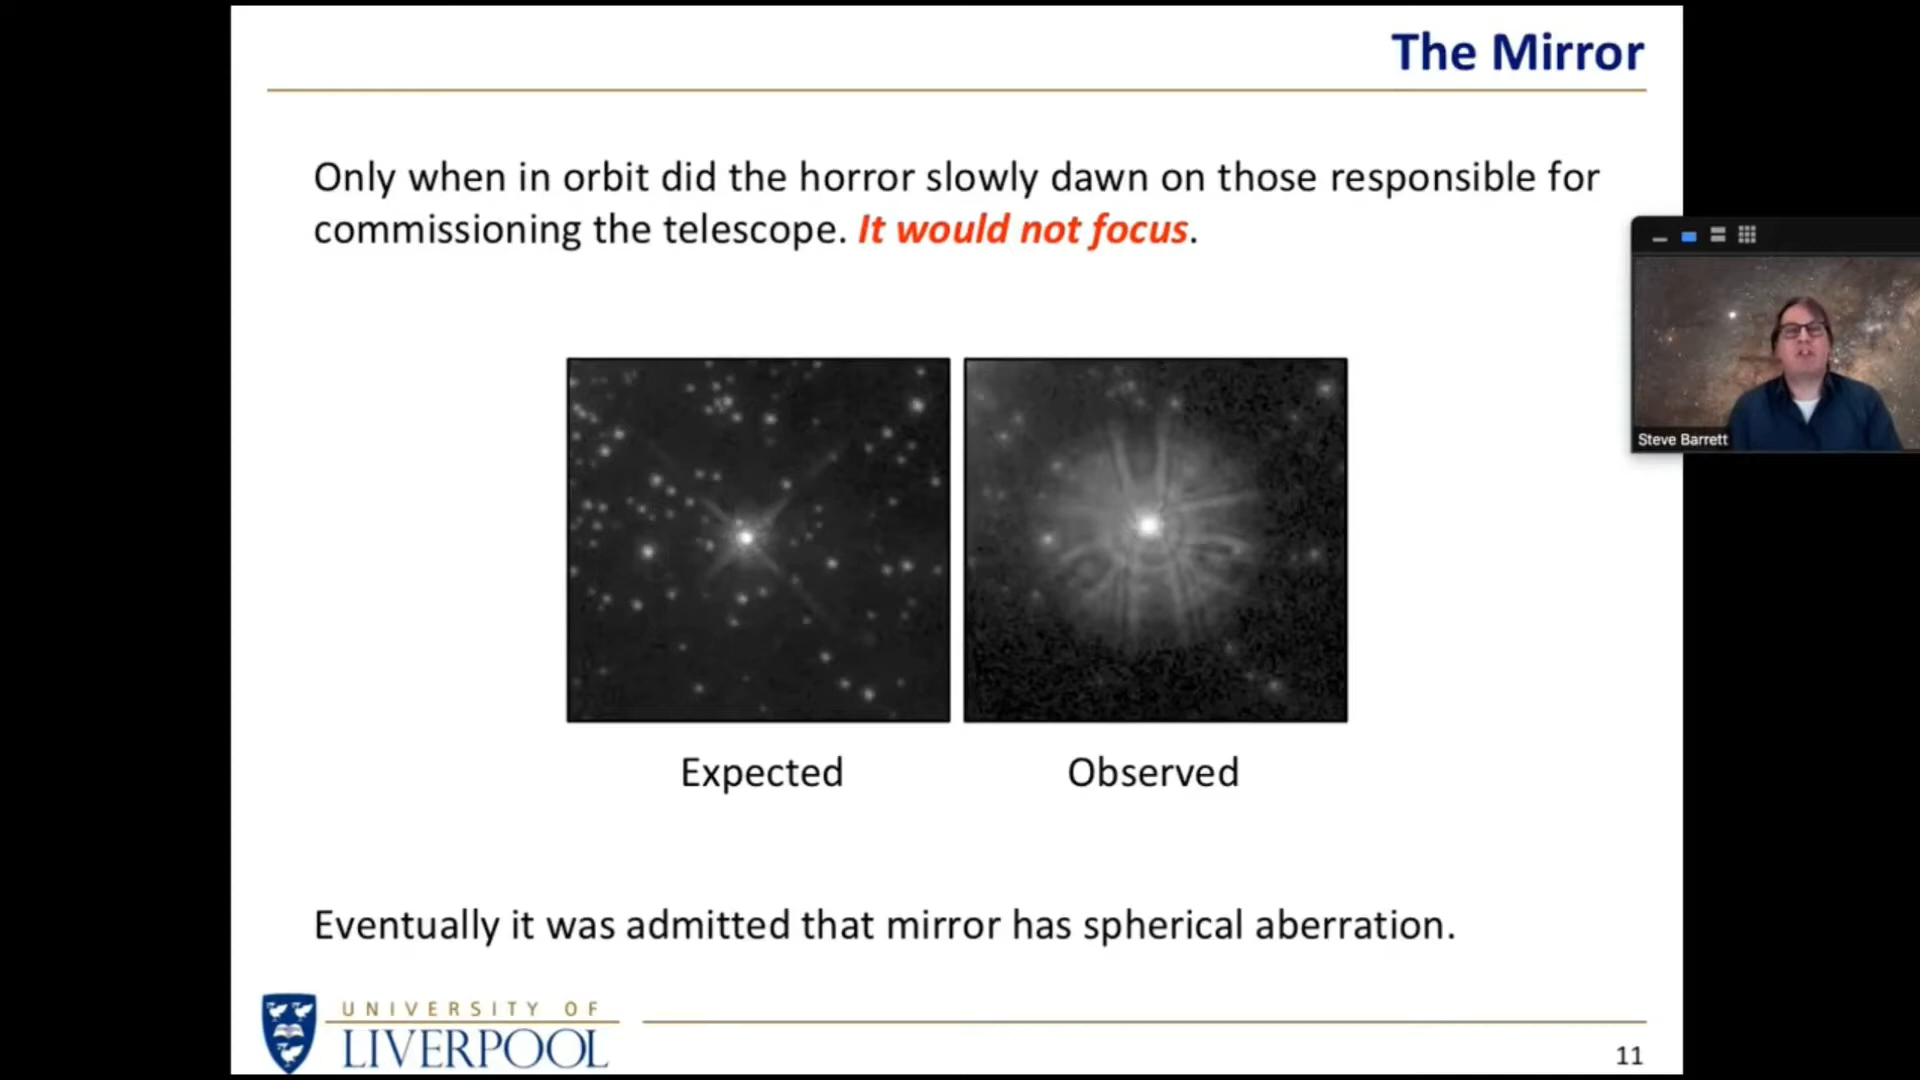 The Mirror
Only when in orbit did the horror slowly dawn on those responsible for
commissioning the telescope. It would not focus.
Steve Barrett
Expected
Observed
Eventually it was admitted that mirror has spherical aberration.
UNIVERSITY OF
LIVERPOOL
11